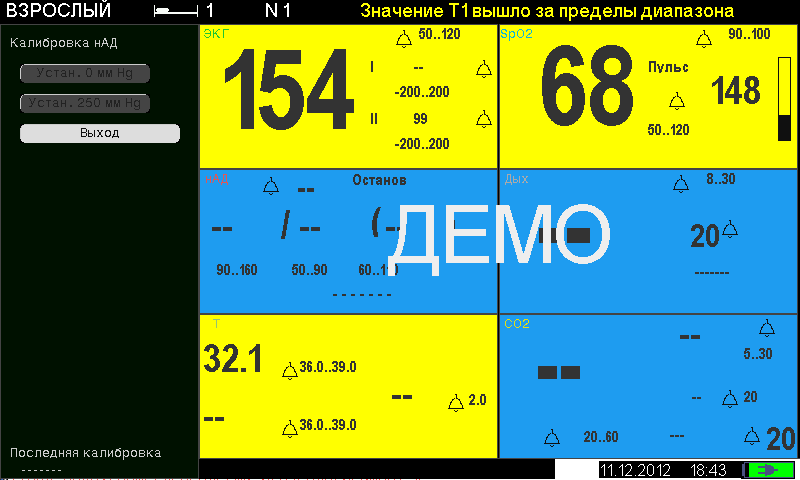 ВЗРОСЛЫЙ 1 N 1 Значение T1 вышло за пределы диапазона
Калибровка нАД
Устан. 0 мм Hg
Устан. 250 мм Hg
Выход
Последняя калибровка
-------
ЭКГ 50..120
154
I --
-200..200
II 99
-200..200
SpO2 90..100
68
Пульс 148
50..120
нАД -- Останов
-- / -- (--
90..160 50..90 60..110
-------
Дых 8..30
-- 20
-------
ДЕМО
T
32.1 36.0..39.0
-- 2.0
-- 36.0..39.0
CO2 --
5..30
--
-- 20
20..60 --- 20
11.12.2012 18:43